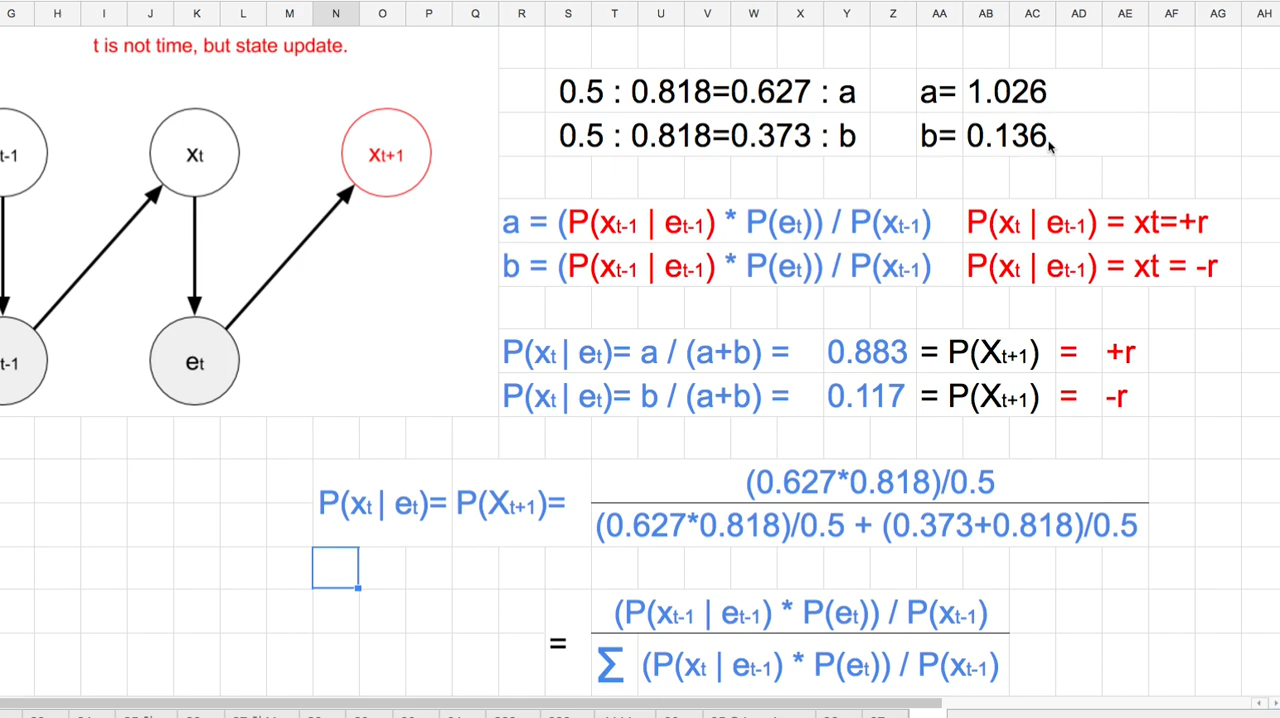 G H I J K L M N O P Q R S T U V W X Y Z AA AB AC AD AE AF AG AH
t is not time, but state update.
0.5 : 0.818=0.627 : a a= 1.026
0.5 : 0.818=0.373 : b b= 0.136
t-1 Xt Xt+1
a = (P(xt-1 | et-1) * P(et)) / P(xt-1) P(xt | et-1) = xt=+r
b = (P(xt-1 | et-1) * P(et)) / P(xt-1) P(xt | et-1) = xt = -r
t-1 et
P(xt | et)= a / (a+b) = 0.883 = P(Xt+1) = +r
P(xt | et)= b / (a+b) = 0.117 = P(Xt+1) = -r
(0.627*0.818)/0.5
P(xt | et)= P(Xt+1)=
(0.627*0.818)/0.5 + (0.373+0.818)/0.5
(P(xt-1 | et-1) * P(et)) / P(xt-1)
=
Σ (P(xt | et-1) * P(et)) / P(xt-1)